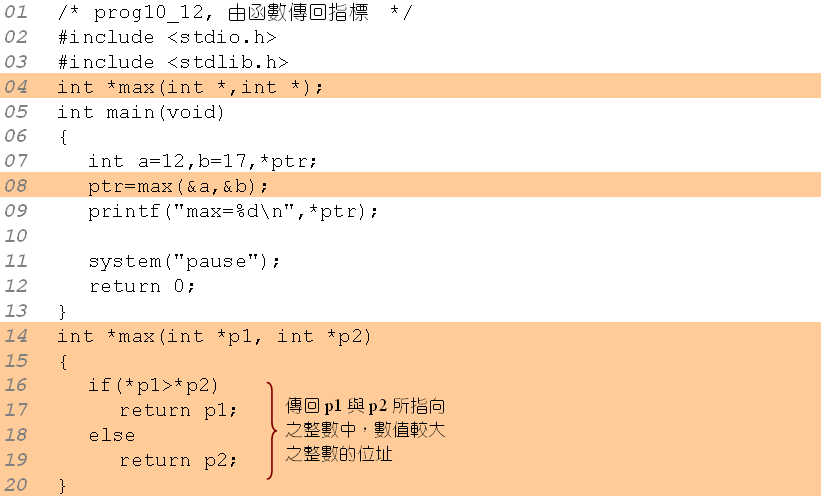 01 /* prog10_12, 由函數傳回指標 */
02 #include <stdio.h>
03 #include <stdlib.h>
04 int *max(int *,int *);
05 int main(void)
06 {
07 int a=12,b=17,*ptr;
08 ptr=max(&a,&b);
09 printf("max=%d\n",*ptr);
10
11 system("pause");
12 return 0;
13 }
14 int *max(int *p1, int *p2)
15 {
16 if(*p1>*p2)
17 return p1;
18 else
19 return p2;
20 }
傳回 p1 與 p2 所指向
之整數中，數值較大
之整數的位址